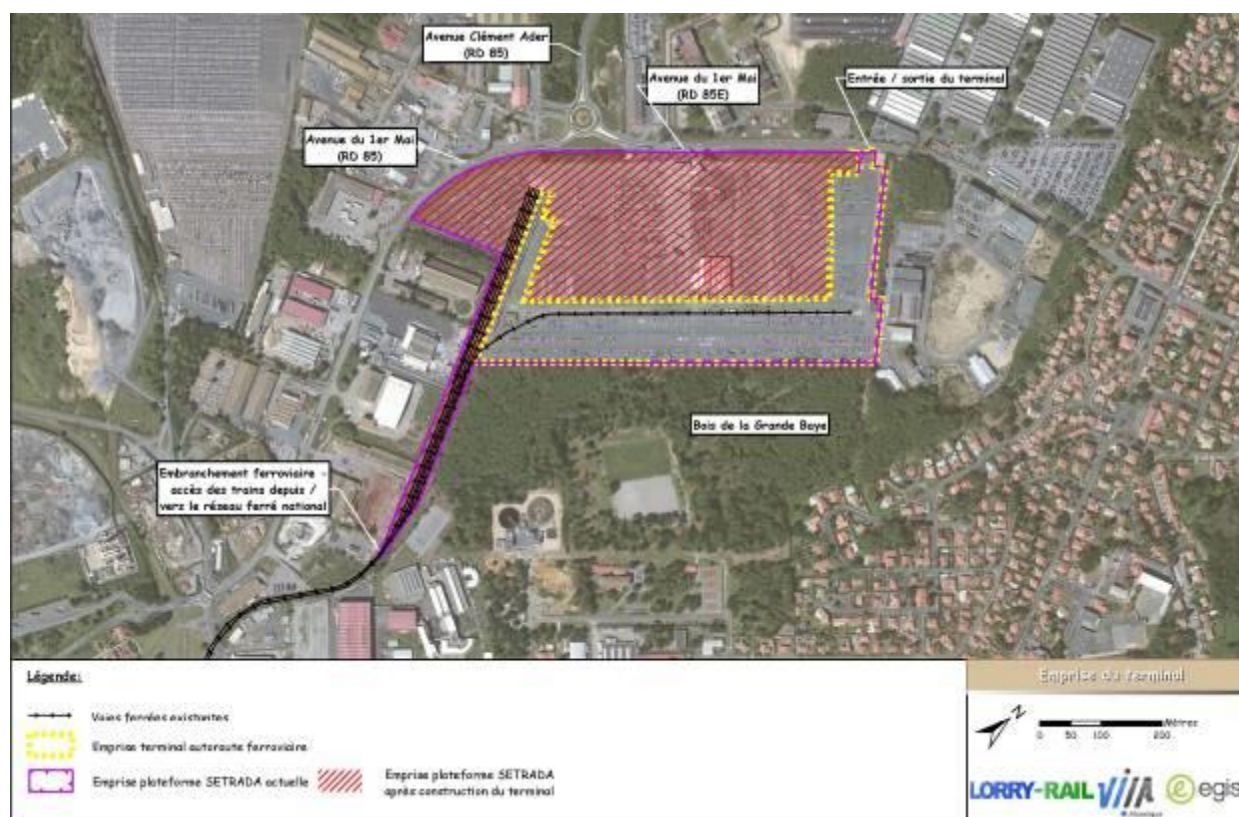 Avenue Clément Ader
(RD 85)
Avenue du 1er Mai
(RD 85E)
Entrée / sortie du terminal
Avenue du 1er Mai
(RD 85)
Bois de la Grande Baye
Embranchement ferroviaire -
accès des trains depuis /
vers le réseau ferré national
Légende:
Voies ferrées existantes
Emprise terminal autoroute ferroviaire
Emprise plateforme SETRADA actuelle
Emprise plateforme SETRADA
après construction du terminal
Emprise du terminal
N
Mètres
0 50 100 200
LORRY-RAIL
VIIA
Atlantique
egis